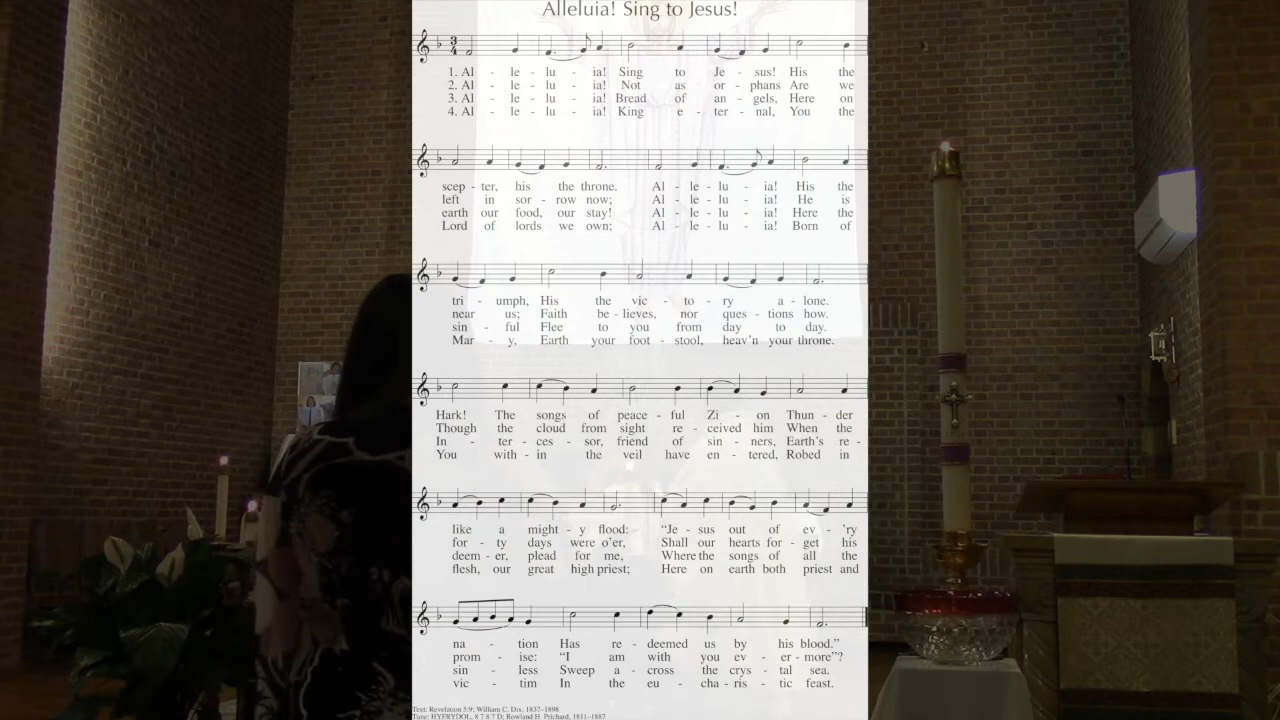 Alleluia! Sing to Jesus!
3
4
1. Al - le - lu - ia! Sing to Je - sus! His the
2. Al - le - lu - ia! Not as or - phans Are we
3. Al - le - lu - ia! Bread of an - gels, Here on
4. Al - le - lu - ia! King e - ter - nal, You the
scep - ter, his the throne. Al - le - lu - ia! His the
left in sor - row now; Al - le - lu - ia! He is
earth our food, our stay! Al - le - lu - ia! Here the
Lord of lords we own; Al - le - lu - ia! Born of
tri - umph, His the vic - to - ry a - lone.
near us; Faith be - lieves, nor ques - tions how.
sin - ful Flee to you from day to day.
Mar - y, Earth your foot - stool, heav'n your throne.
Hark! The songs of peace - ful Zi - on Thun - der
Though the cloud from sight re - ceived him When the
In - ter - ces - sor, friend of sin - ners, Earth's re -
You with - in the veil have en - tered, Robed in
like a might - y flood: “Je - sus out of ev - 'ry
for - ty days were o'er, Shall our hearts for - get his
deem - er, plead for me, Where the songs of all the
flesh, our great high priest; Here on earth both priest and
na - tion Has re - deemed us by his blood.”
prom - ise: “I am with you ev - er - more”?
sin - less Sweep a - cross the crys - tal sea.
vic - tim In the eu - cha - ris - tic feast.
Text: Revelation 5:9; William C. Dix, 1837–1898
Tune: HYFRYDOL, 8 7 8 7 D; Rowland H. Prichard, 1811–1887